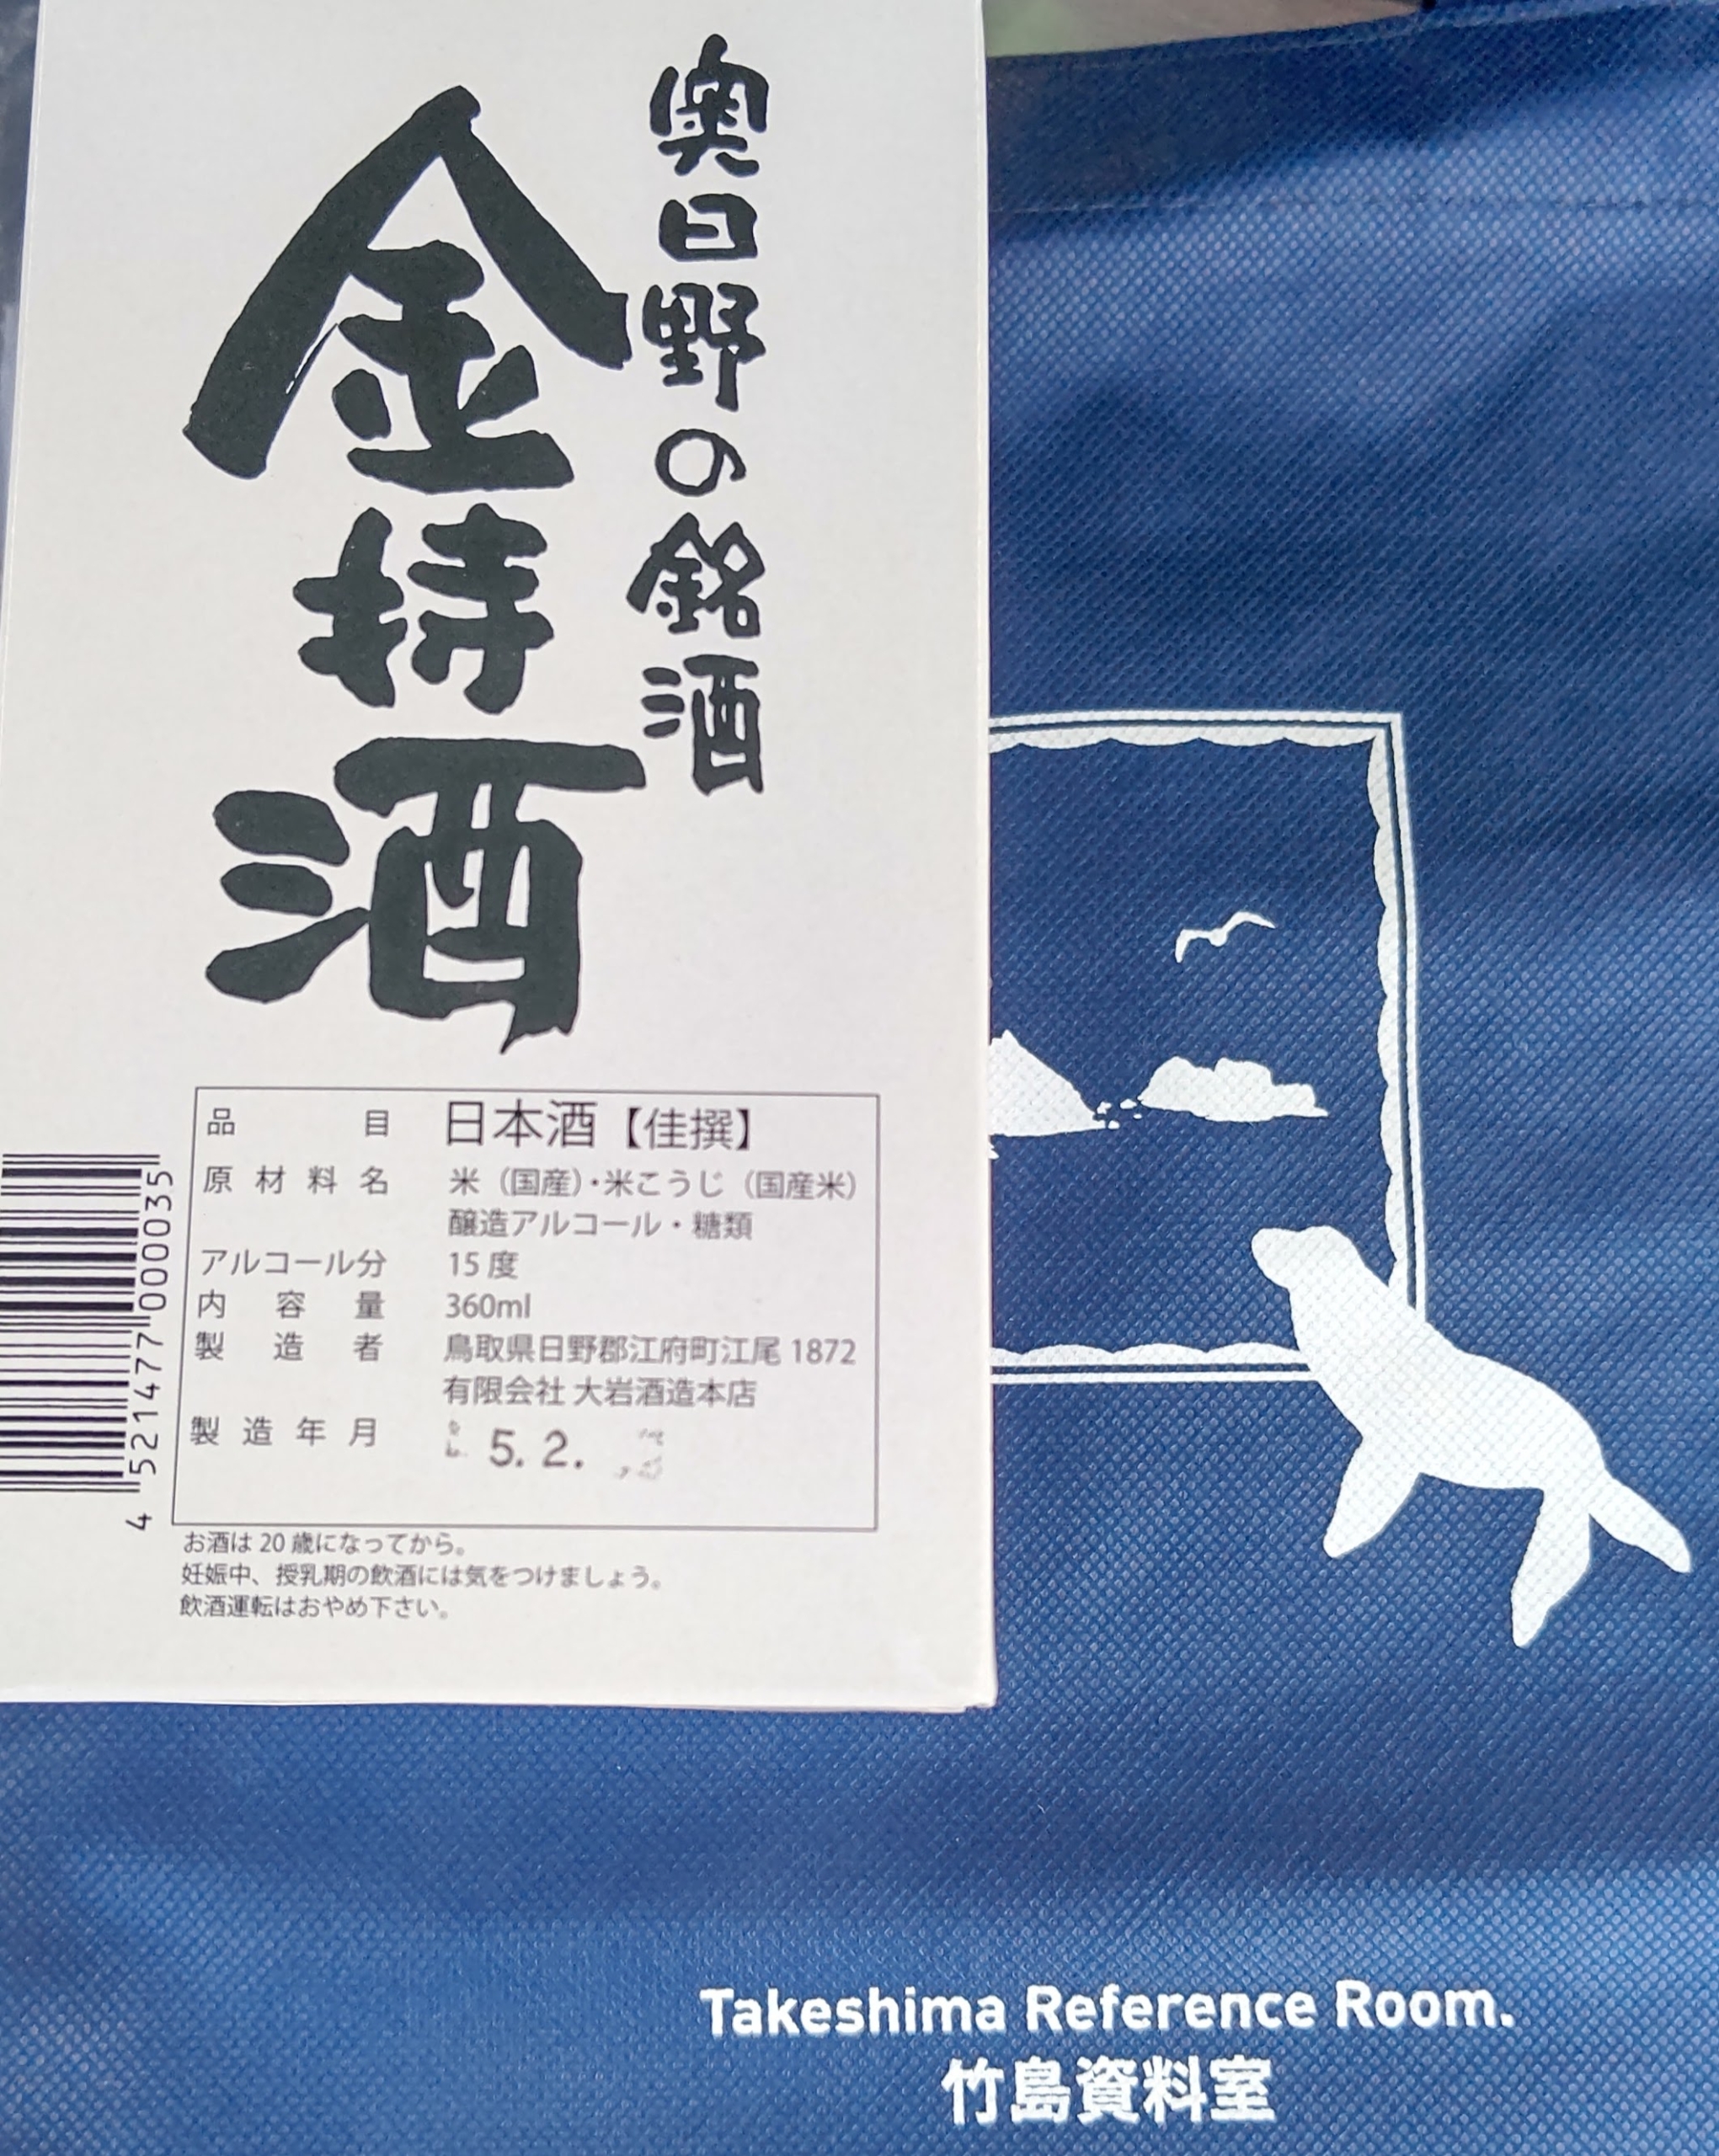 奥日野の銘酒
金持酒
品目 日本酒【佳撰】
原材料名 米（国産）・米こうじ（国産米）
醸造アルコール・糖類
アルコール分 15度
内容量 360ml
製造者 鳥取県日野郡江府町江尾1872
有限会社 大岩酒造本店
製造年月 5. 2.
お酒は20歳になってから。
妊娠中、授乳期の飲酒には気をつけましょう。
飲酒運転はおやめ下さい。
4 521477 000035
Takeshima Reference Room.
竹島資料室